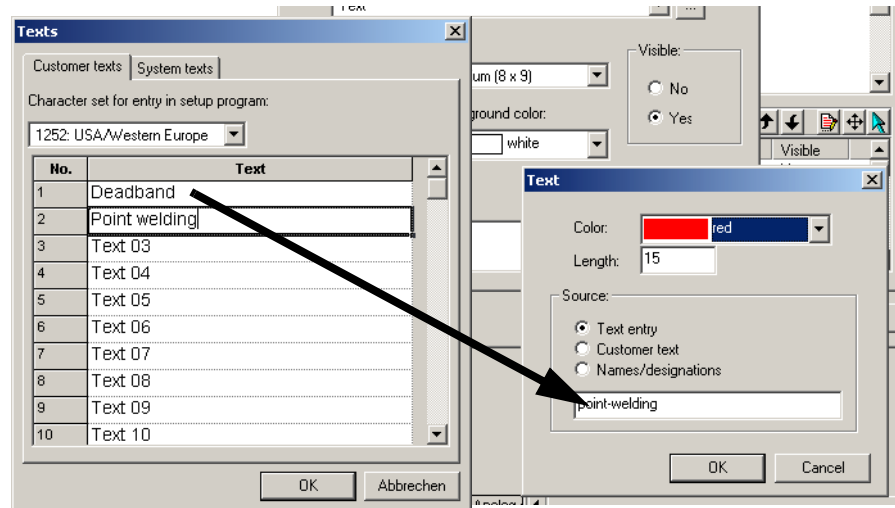 Text
...
Texts
Customer texts
System texts
Character set for entry in setup program:
1252: USA/Western Europe
No.
Text
1
Deadband
2
Point welding
3
Text 03
4
Text 04
5
Text 05
6
Text 06
7
Text 07
8
Text 08
9
Text 09
10
Text 10
OK
Abbrechen
um (8 x 9)
ground color:
white
Visible:
No
Yes
Visible
Text
Color:
red
Length:
15
Source:
Text entry
Customer text
Names/designations
point-welding
OK
Cancel